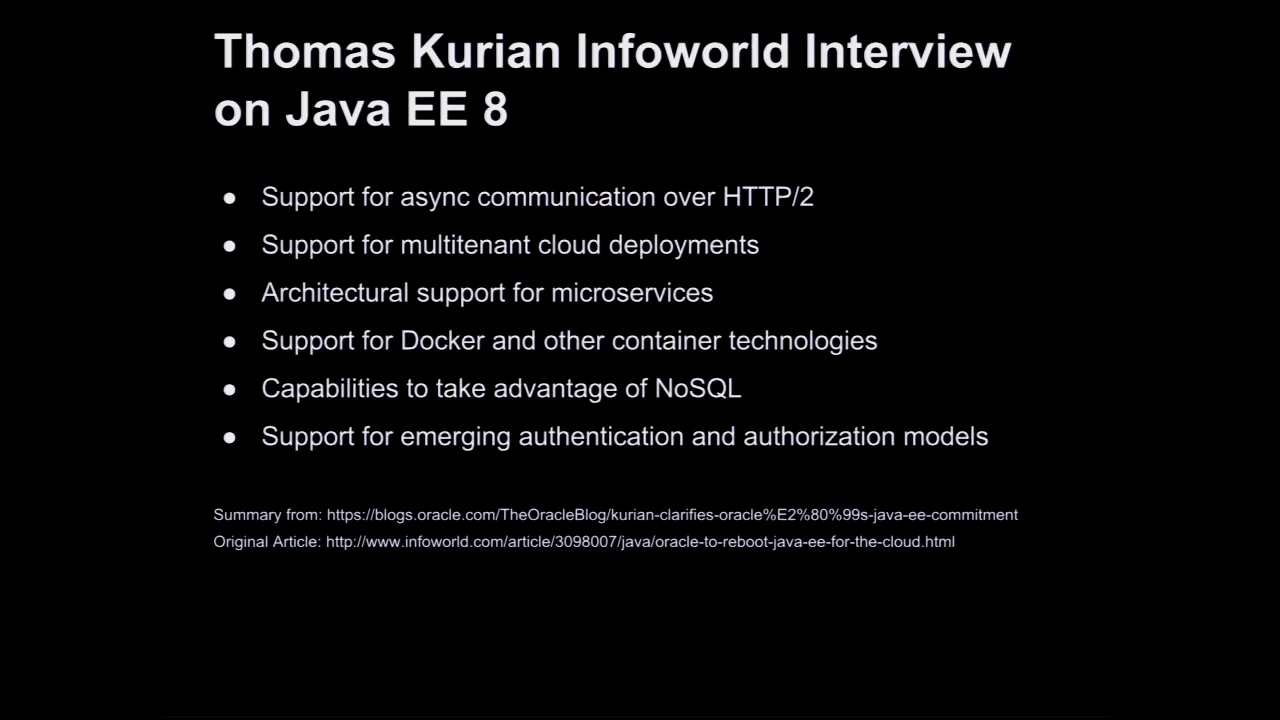 Thomas Kurian Infoworld Interview
on Java EE 8
● Support for async communication over HTTP/2
● Support for multitenant cloud deployments
● Architectural support for microservices
● Support for Docker and other container technologies
● Capabilities to take advantage of NoSQL
● Support for emerging authentication and authorization models
Summary from: https://blogs.oracle.com/TheOracleBlog/kurian-clarifies-oracle%E2%80%99s-java-ee-commitment
Original Article: http://www.infoworld.com/article/3098007/java/oracle-to-reboot-java-ee-for-the-cloud.html